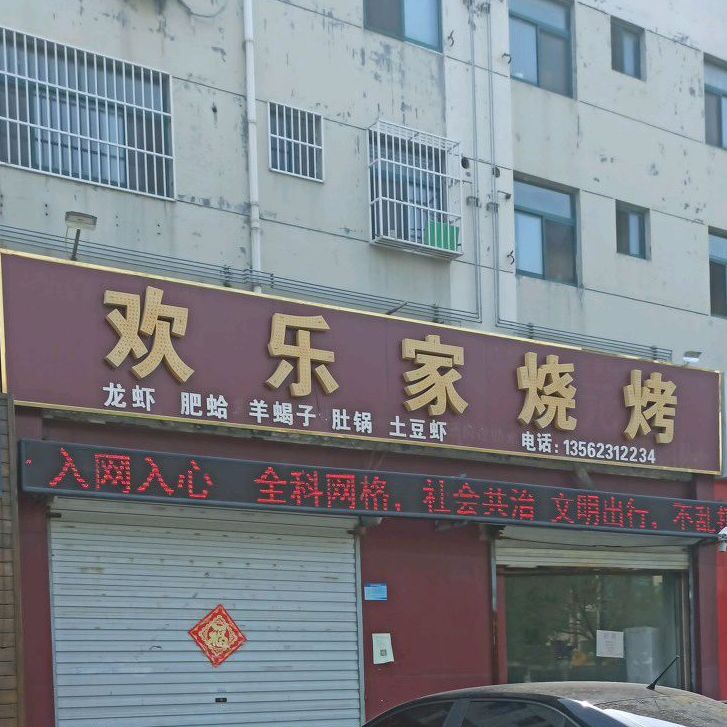 欢乐家烧烤
龙虾 肥蛤 羊蝎子 肚锅 土豆虾 电话:13562312234
入网入心 全科网格,社会共治 文明出行,不乱
福